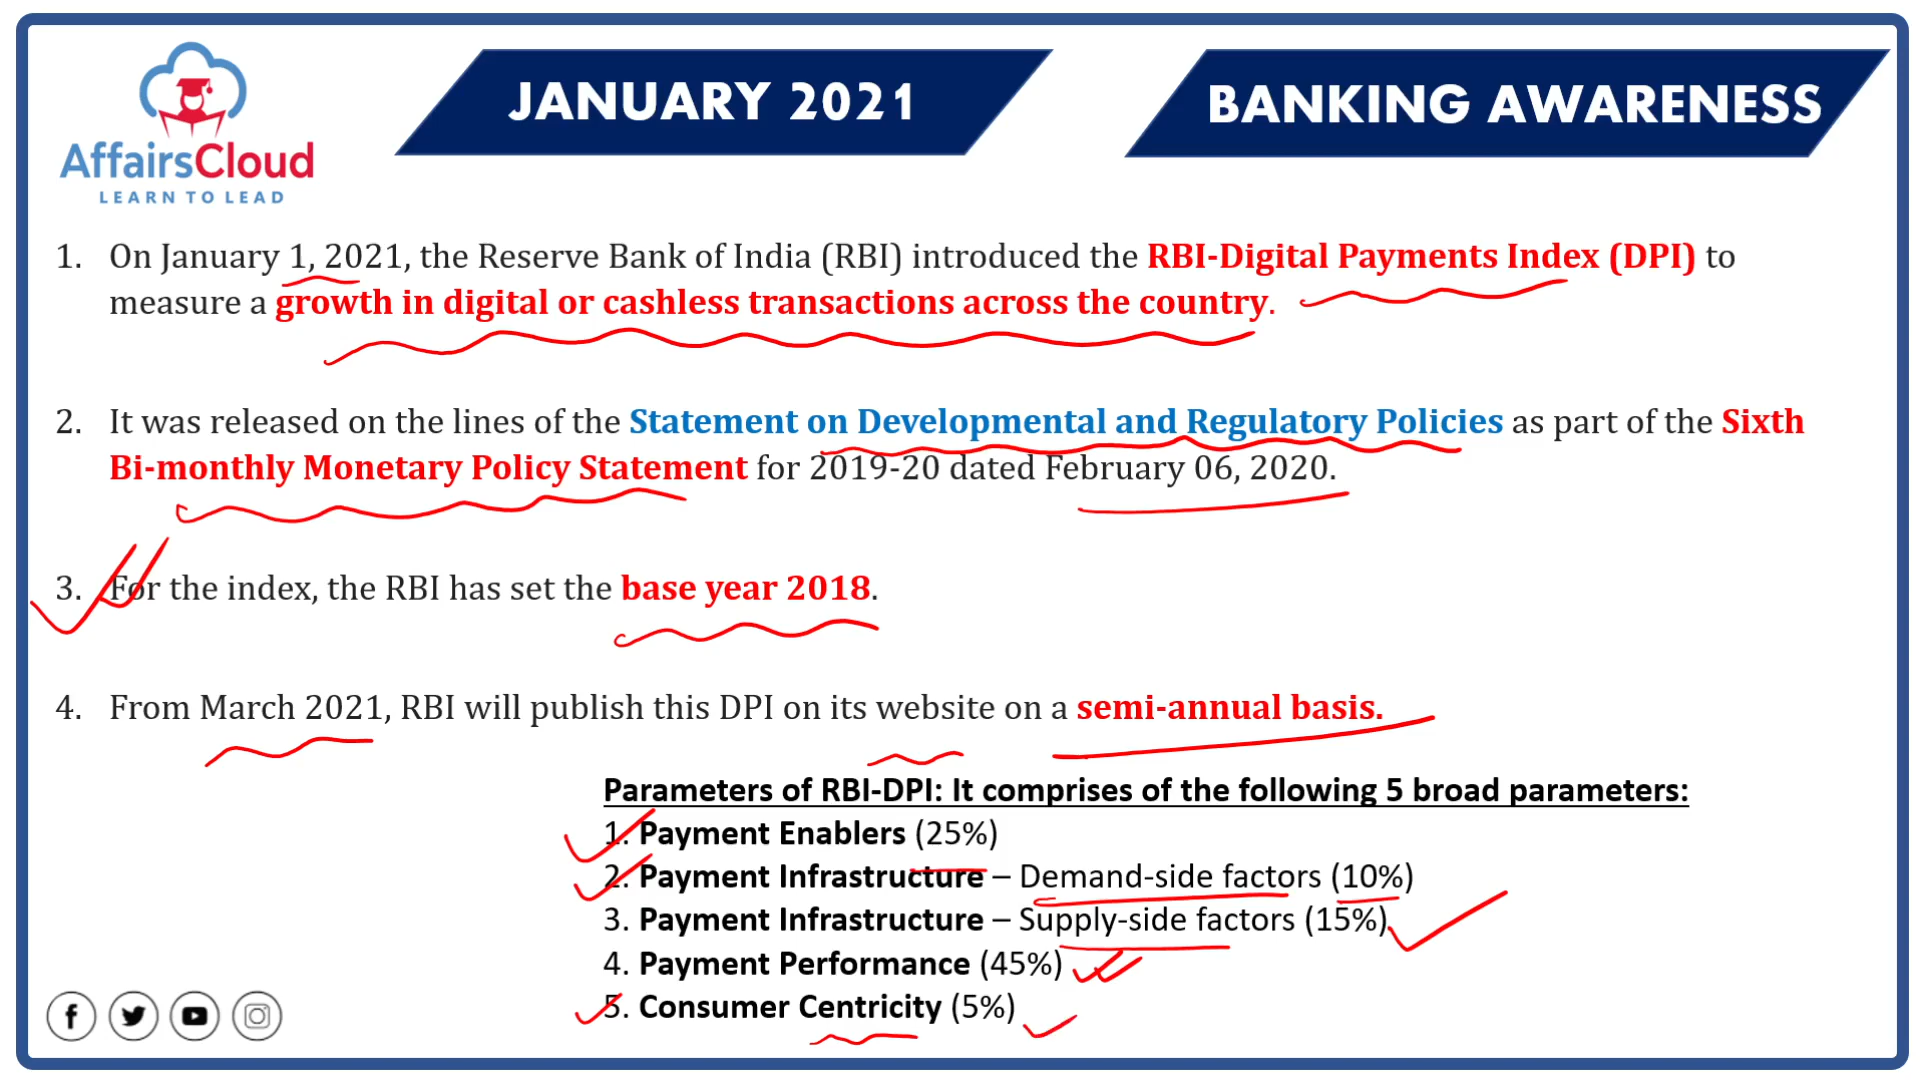 AffairsCloud
LEARN TO LEAD
JANUARY 2021
BANKING AWARENESS
1. On January 1, 2021, the Reserve Bank of India (RBI) introduced the RBI-Digital Payments Index (DPI) to
measure a growth in digital or cashless transactions across the country.
2. It was released on the lines of the Statement on Developmental and Regulatory Policies as part of the Sixth
Bi-monthly Monetary Policy Statement for 2019-20 dated February 06, 2020.
3. For the index, the RBI has set the base year 2018.
4. From March 2021, RBI will publish this DPI on its website on a semi-annual basis.
Parameters of RBI-DPI: It comprises of the following 5 broad parameters:
1. Payment Enablers (25%)
2. Payment Infrastructure – Demand-side factors (10%)
3. Payment Infrastructure – Supply-side factors (15%)
4. Payment Performance (45%)
5. Consumer Centricity (5%)